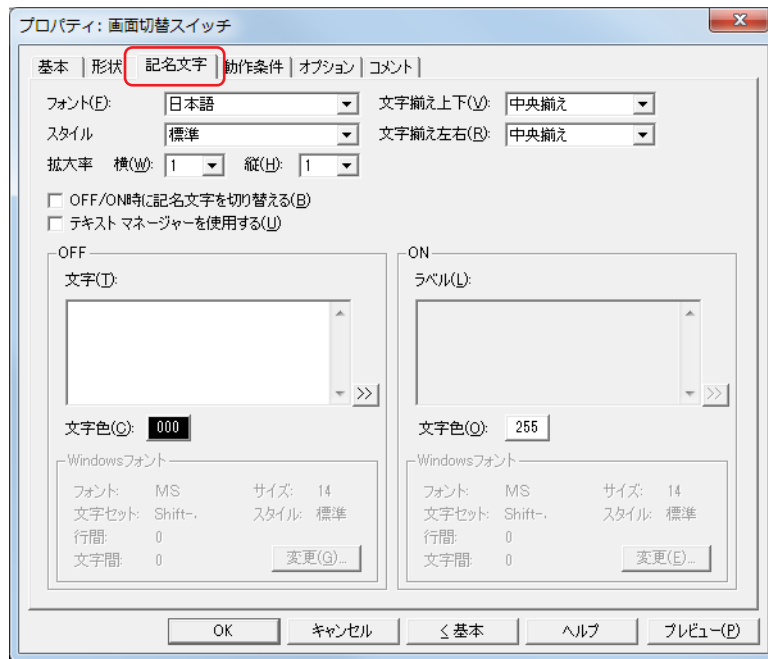 プロパティ: 画面切替スイッチ
基本 形状 記名文字 動作条件 オプション コメント
フォント(F): 日本語 文字揃え上下(V): 中央揃え
スタイル 標準 文字揃え左右(R): 中央揃え
拡大率 横(W): 1 縦(H): 1
OFF/ON時に記名文字を切り替える(B)
テキスト マネージャーを使用する(U)
OFF
文字(T):
>>
文字色(C): 000
Windowsフォント
フォント: MS サイズ: 14
文字セット: Shift-. スタイル: 標準
行間: 0
文字間: 0 変更(G)...
ON
ラベル(L):
>>
文字色(O): 255
Windowsフォント
フォント: MS サイズ: 14
文字セット: Shift-. スタイル: 標準
行間: 0
文字間: 0 変更(E)...
OK キャンセル < 基本 ヘルプ プレビュー(P)